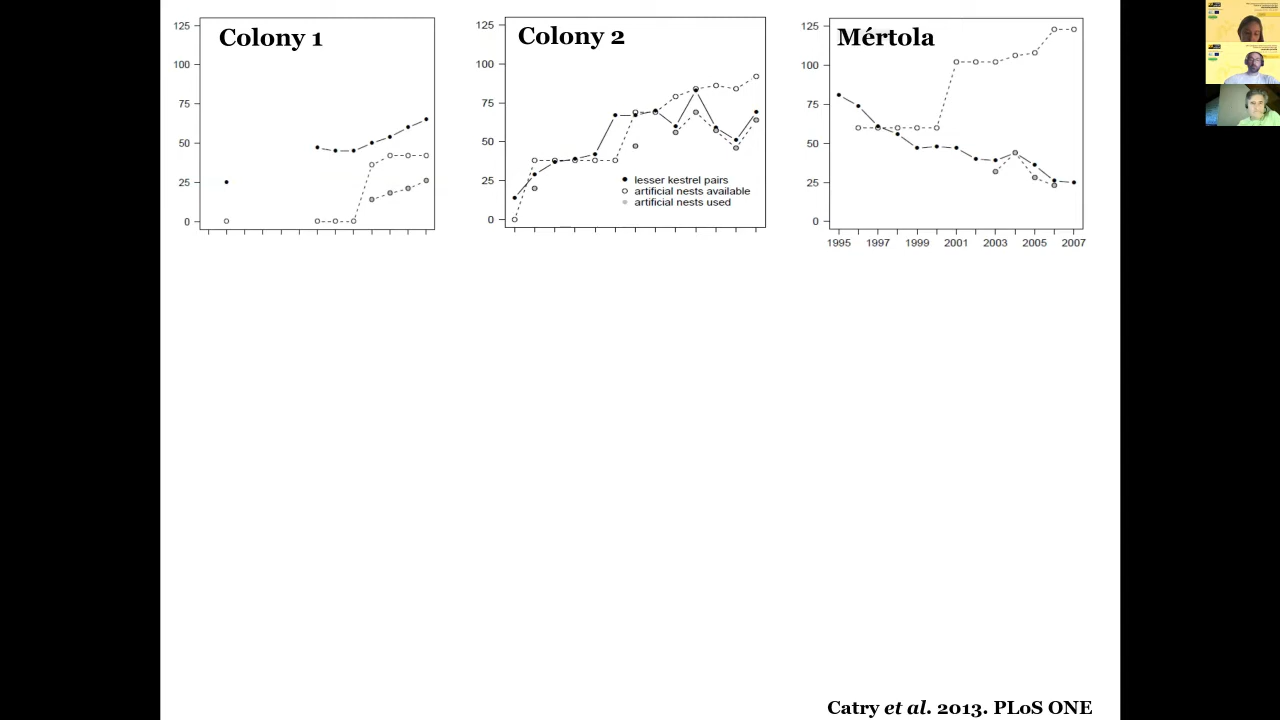 Colony 1
125
100
75
50
25
0
Colony 2
125
100
75
50
25
0
lesser kestrel pairs
artificial nests available
artificial nests used
Mértola
125
100
75
50
25
0
1995 1997 1999 2001 2003 2005 2007
Catry et al. 2013. PLoS ONE